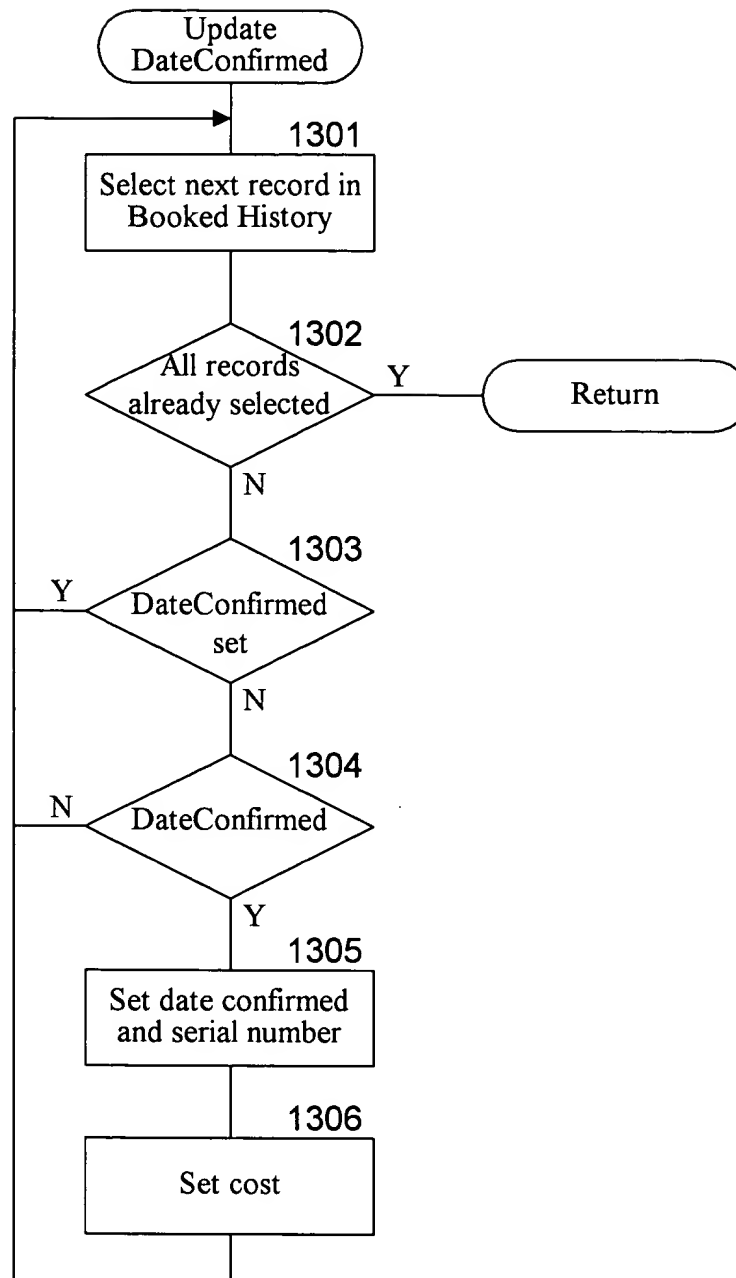 Update
DateConfirmed
1301
Select next record in
Booked History
1302
All records
already selected
Y
Return
N
1303
Y
DateConfirmed
set
N
1304
N
DateConfirmed
Y
1305
Set date confirmed
and serial number
1306
Set cost